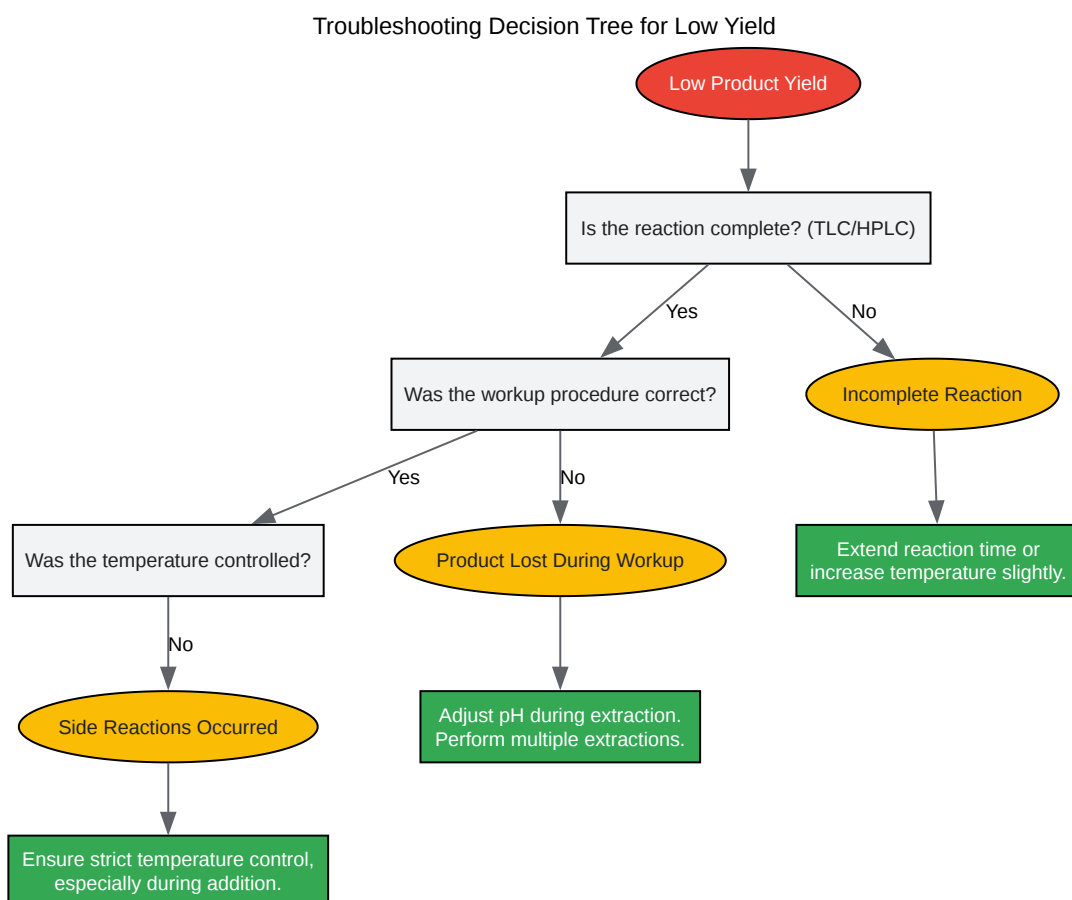 Troubleshooting Decision Tree for Low Yield
Low Product Yield
Is the reaction complete? (TLC/HPLC)
Yes
No
Was the workup procedure correct?
Incomplete Reaction
Yes
No
Was the temperature controlled?
Product Lost During Workup
Extend reaction time or
increase temperature slightly.
No
Side Reactions Occurred
Adjust pH during extraction.
Perform multiple extractions.
Ensure strict temperature control,
especially during addition.